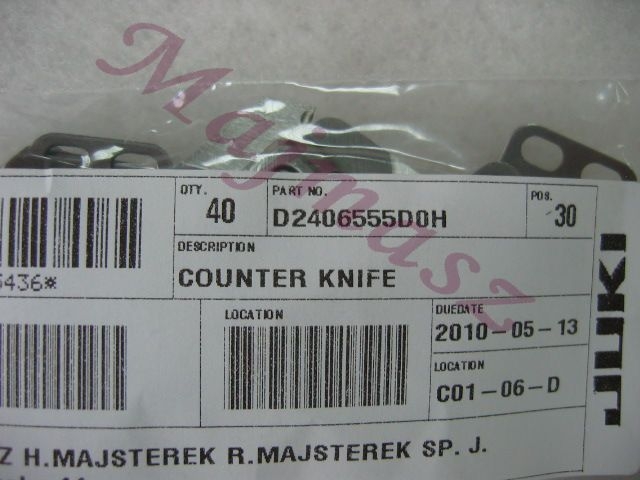 Majmasz
QTY.
40
PART NO.
D2406555D0H
POS.
30
5436*
DESCRIPTION
COUNTER KNIFE
LOCATION
DUEDATE
2010-05-13
LOCATION
C01-06-D
JUKI
Z H.MAJSTEREK R.MAJSTEREK SP. J.